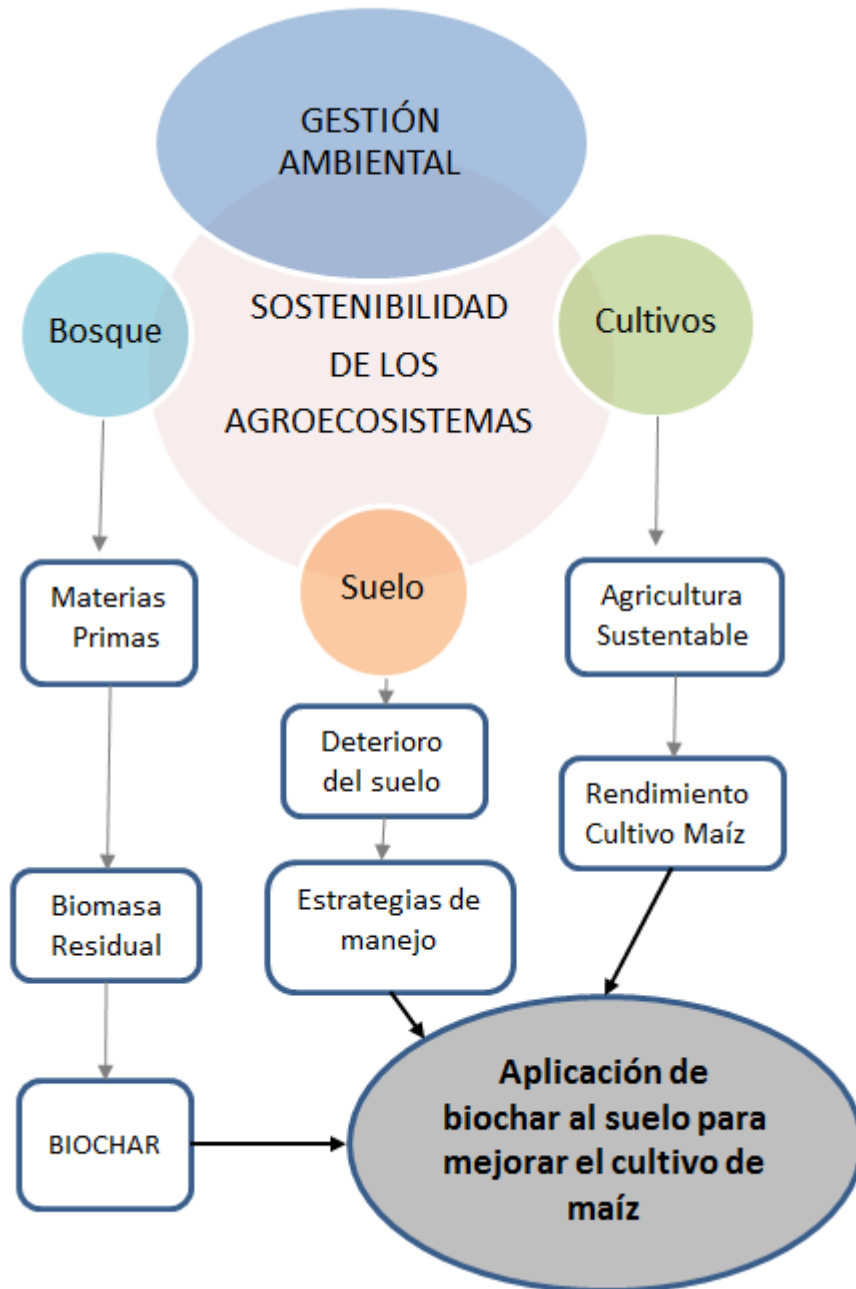 GESTIÓN
AMBIENTAL
SOSTENIBILIDAD
DE LOS
AGROECOSISTEMAS
Bosque
Cultivos
Suelo
Materias
Primas
Agricultura
Sustentable
Deterioro
del suelo
Rendimiento
Cultivo Maíz
Biomasa
Residual
Estrategias de
manejo
BIOCHAR
Aplicación de
biochar al suelo para
mejorar el cultivo de
maíz